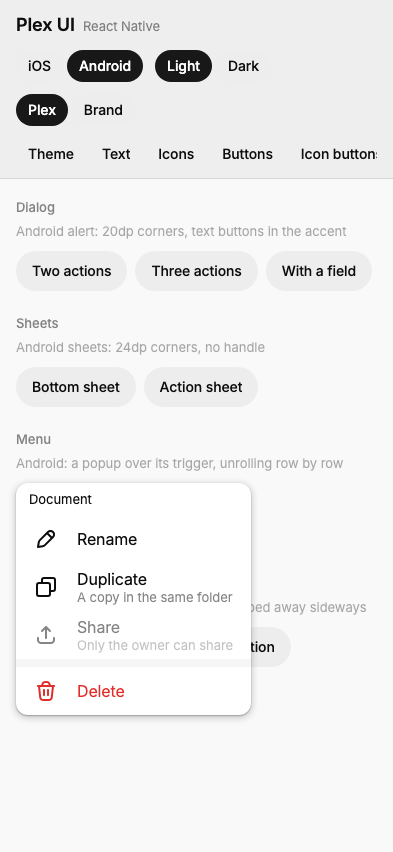 Plex UI React Native
iOS Android Light Dark
Plex Brand
Theme Text Icons Buttons Icon buttons
Dialog
Android alert: 20dp corners, text buttons in the accent
Two actions Three actions With a field
Sheets
Android sheets: 24dp corners, no handle
Bottom sheet Action sheet
Menu
Android: a popup over its trigger, unrolling row by row
Document
Rename
Duplicate
A copy in the same folder
away sideways
Share
Only the owner can share
Delete